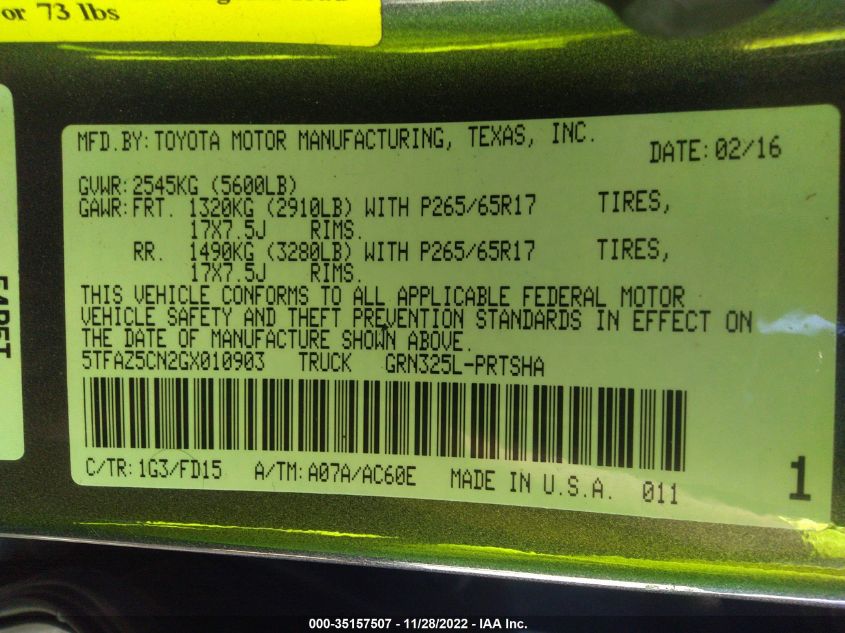 or 73 lbs
MFD.BY:TOYOTA MOTOR MANUFACTURING, TEXAS, INC.
DATE:02/16
GVWR:2545KG (5600LB)
GAWR:FRT. 1320KG (2910LB) WITH P265/65R17 TIRES,
17X7.5J RIMS.
RR. 1490KG (3280LB) WITH P265/65R17 TIRES,
17X7.5J RIMS.
THIS VEHICLE CONFORMS TO ALL APPLICABLE FEDERAL MOTOR
VEHICLE SAFETY AND THEFT PREVENTION STANDARDS IN EFFECT ON
THE DATE OF MANUFACTURE SHOWN ABOVE.
5TFAZ5CN2GX010903 TRUCK GRN325L-PRTSHA
C/TR:1G3/FD15 A/TM:A07A/AC60E MADE IN U.S.A. 011
1
000-35157507 - 11/28/2022 - IAA Inc.